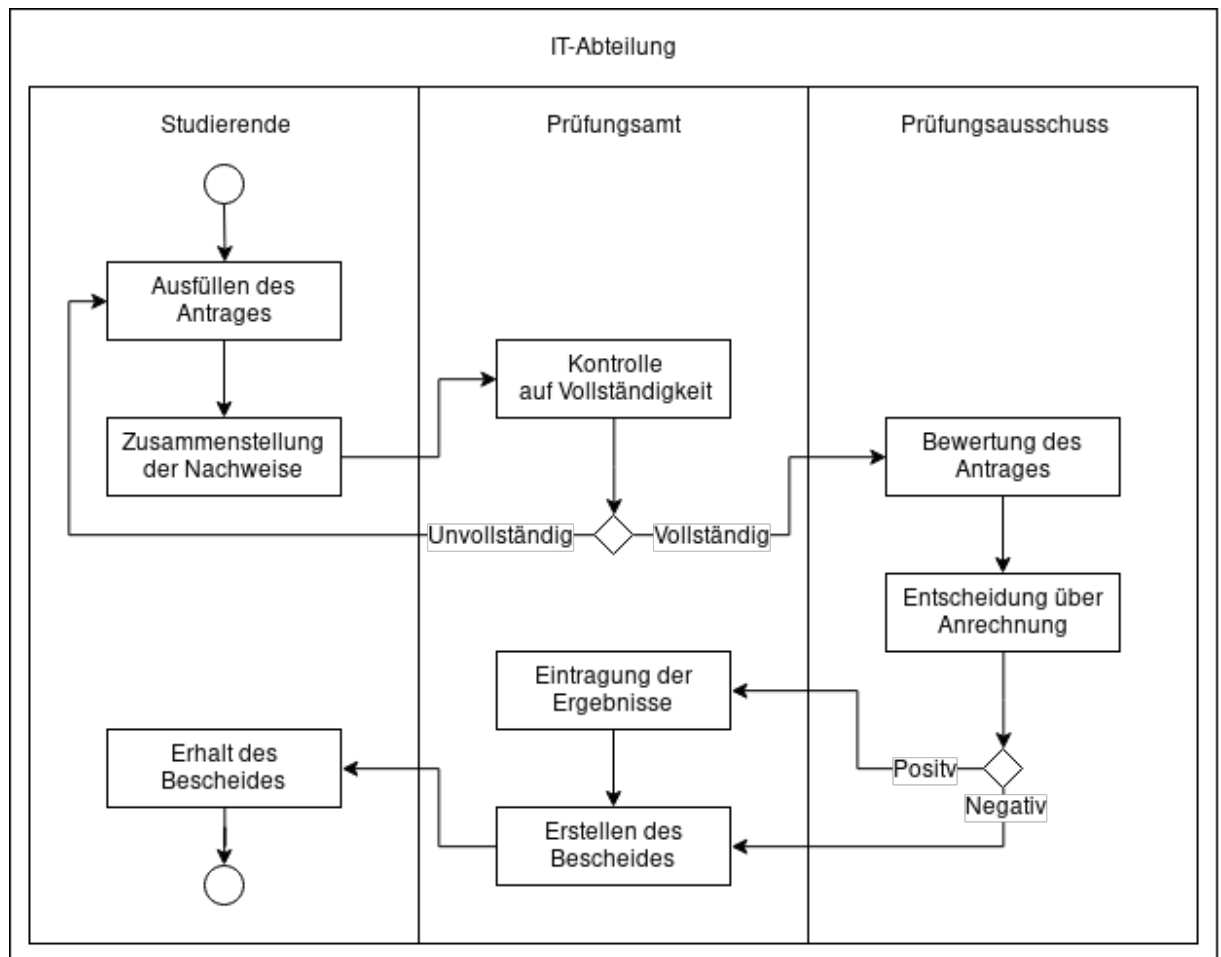 IT-Abteilung
Studierende
Prüfungsamt
Prüfungsausschuss
Ausfüllen des
Antrages
Kontrolle
auf Vollständigkeit
Zusammenstellung
der Nachweise
Bewertung des
Antrages
Unvollständig
Vollständig
Entscheidung über
Anrechnung
Eintragung der
Ergebnisse
Erhalt des
Bescheides
Positv
Negativ
Erstellen des
Bescheides